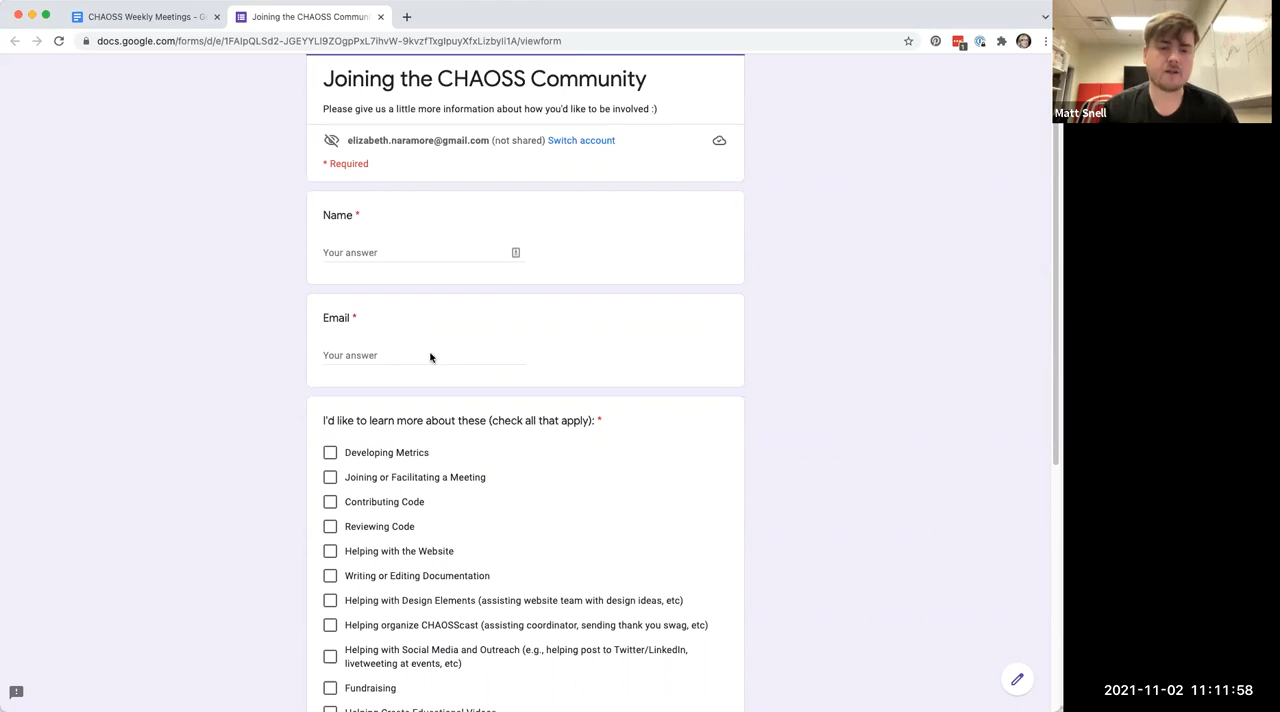 CHAOSS Weekly Meetings - G
Joining the CHAOSS Commun
docs.google.com/forms/d/e/1FAIpQLSd2-JGEYYLI9ZOgpPxL7ihvW-9kvzfTxgIpuyXfxLizbyli1A/viewform
1
Joining the CHAOSS Community
Please give us a little more information about how you'd like to be involved :)
elizabeth.naramore@gmail.com (not shared) Switch account
* Required
Name *
Your answer
Email *
Your answer
I'd like to learn more about these (check all that apply): *
Developing Metrics
Joining or Facilitating a Meeting
Contributing Code
Reviewing Code
Helping with the Website
Writing or Editing Documentation
Helping with Design Elements (assisting website team with design ideas, etc)
Helping organize CHAOSScast (assisting coordinator, sending thank you swag, etc)
Helping with Social Media and Outreach (e.g., helping post to Twitter/LinkedIn,
livetweeting at events, etc)
Fundraising
Helping Create Educational Videos
Matt Snell
2021-11-02 11:11:58